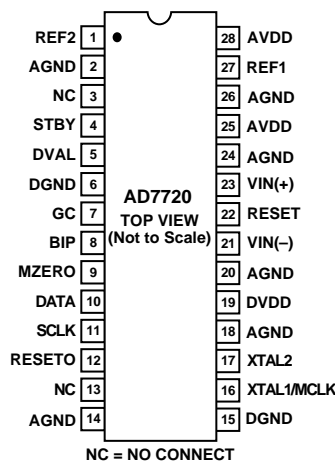 REF2 1 28 AVDD
AGND 2 27 REF1
NC 3 26 AGND
STBY 4 25 AVDD
DVAL 5 24 AGND
DGND 6 23 VIN(+)
GC 7 22 RESET
BIP 8 21 VIN(–)
MZERO 9 20 AGND
DATA 10 19 DVDD
SCLK 11 18 AGND
RESETO 12 17 XTAL2
NC 13 16 XTAL1/MCLK
AGND 14 15 DGND
AD7720
TOP VIEW
(Not to Scale)
NC = NO CONNECT